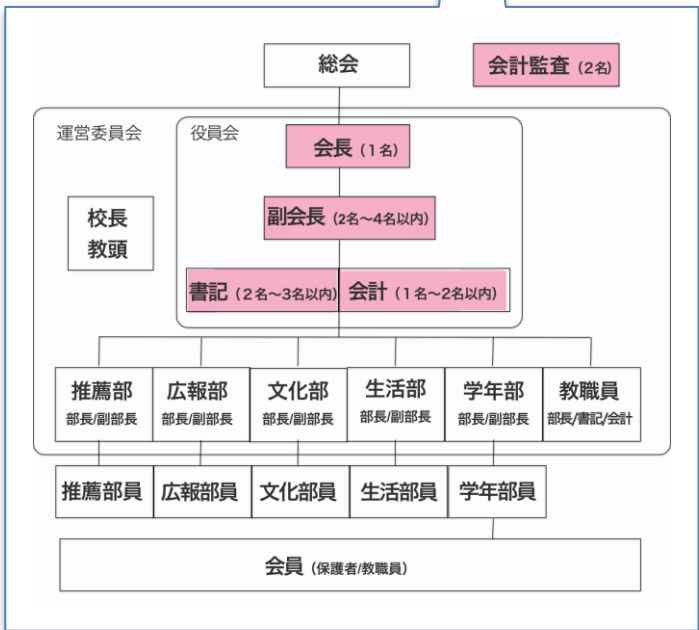 総会
会計監査（2名）
運営委員会
役員会
会長（1名）
校長
教頭
副会長（2名～4名以内）
書記（2名～3名以内）
会計（1名～2名以内）
推薦部
部長/副部長
広報部
部長/副部長
文化部
部長/副部長
生活部
部長/副部長
学年部
部長/副部長
教職員
部長/書記/会計
推薦部員
広報部員
文化部員
生活部員
学年部員
会員（保護者/教職員）